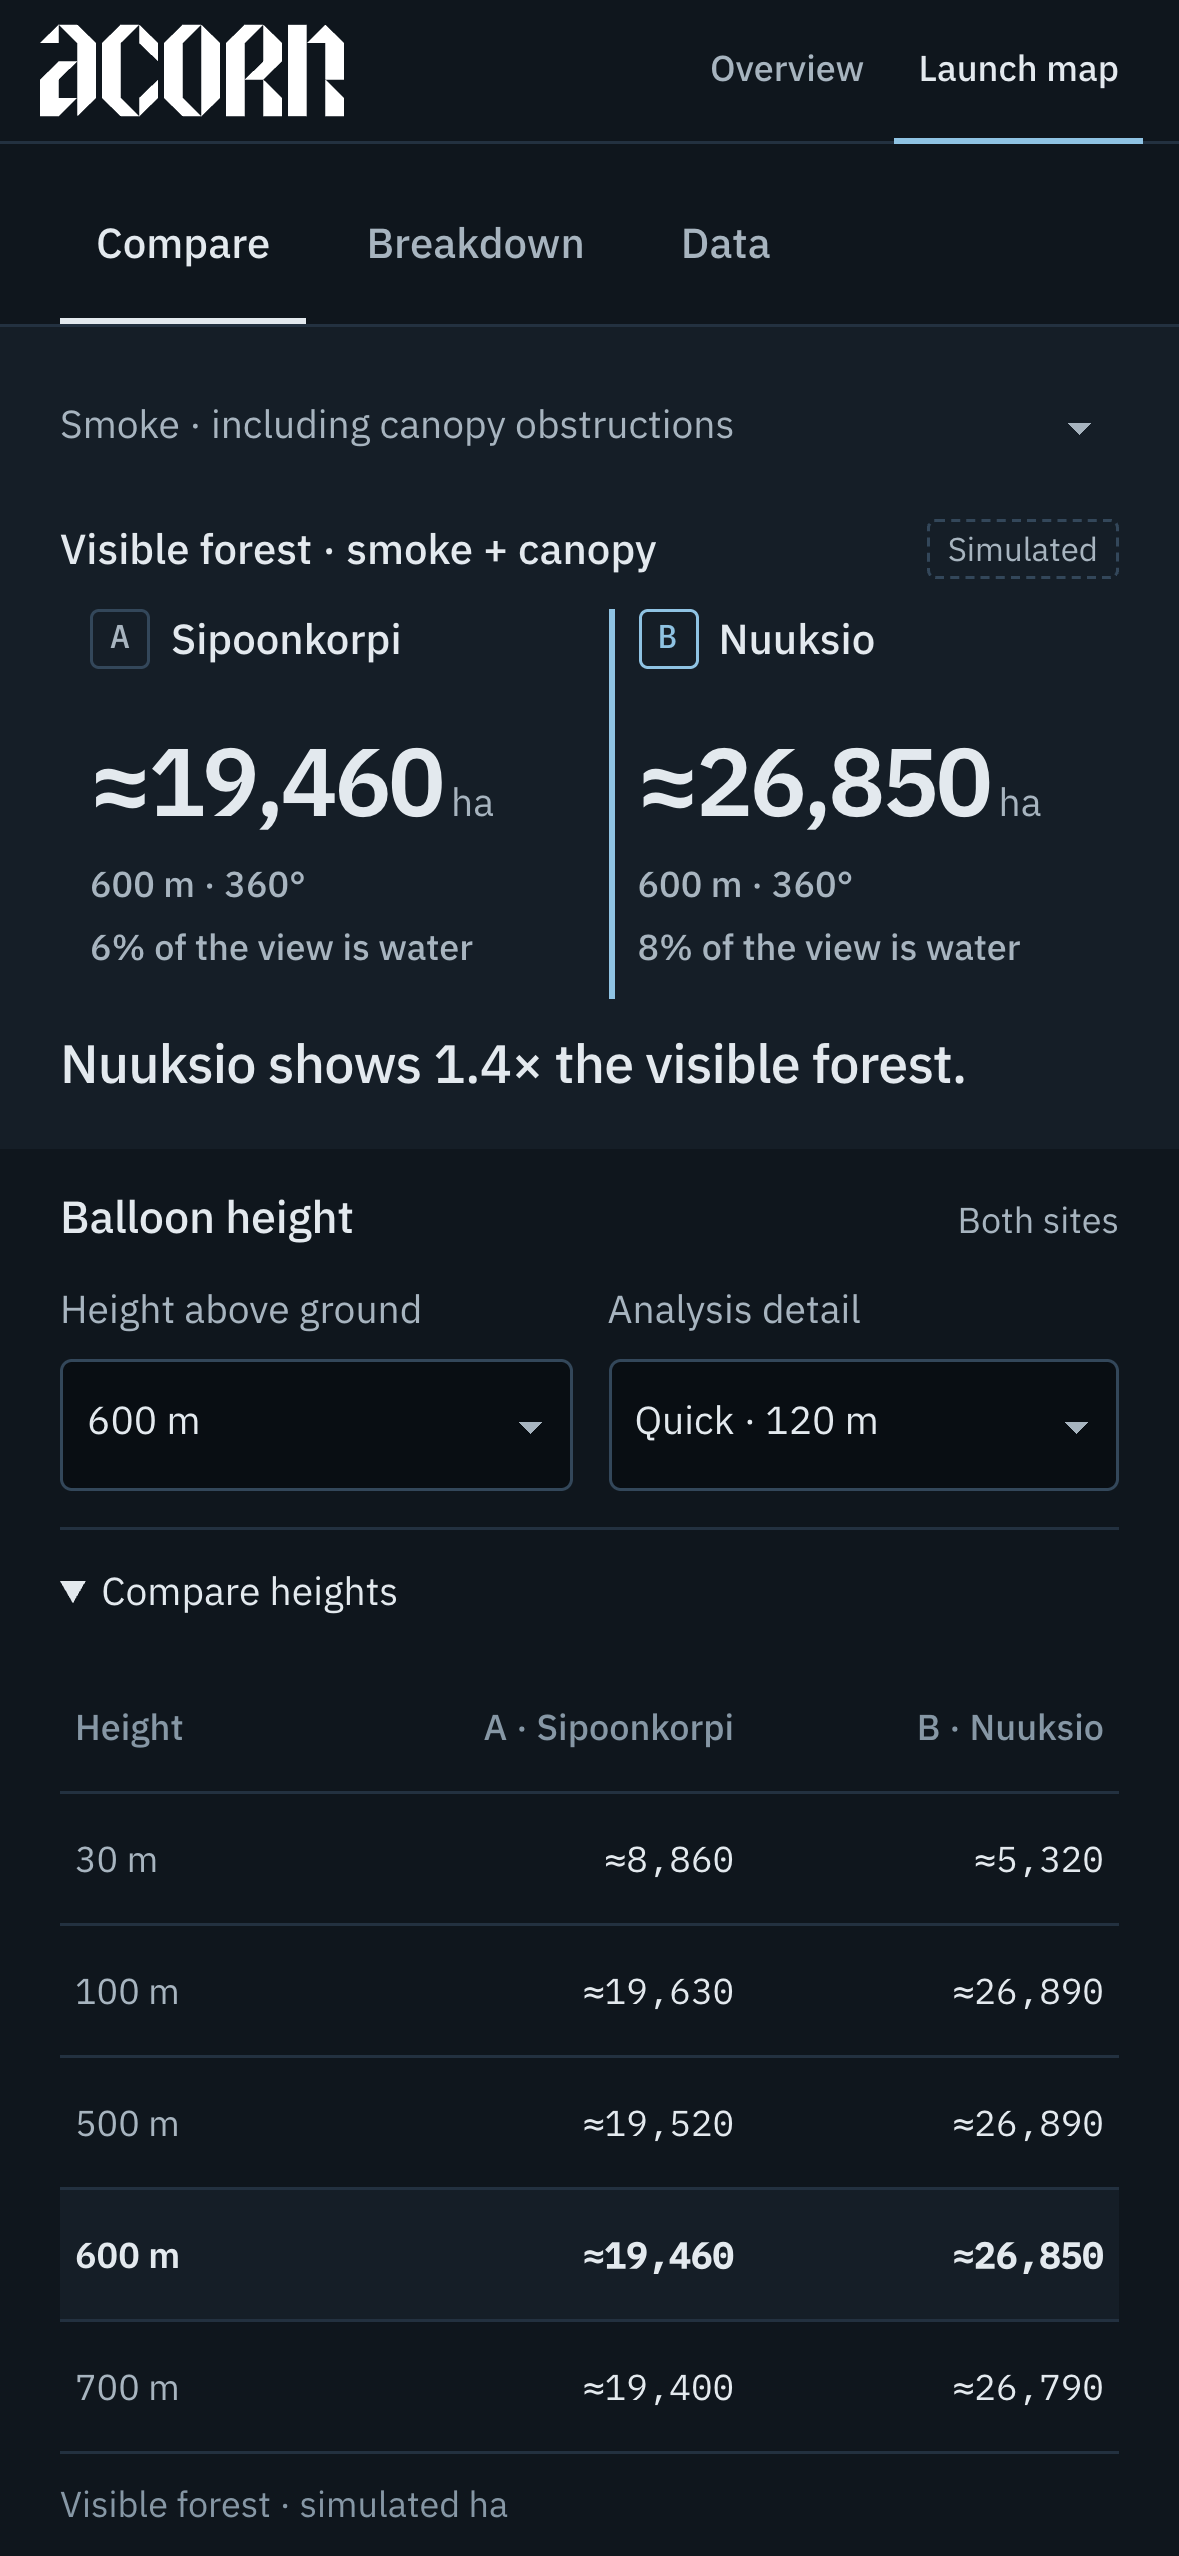 acorn
Overview Launch map
Compare Breakdown Data
Smoke · including canopy obstructions
Visible forest · smoke + canopy Simulated
A Sipoonkorpi B Nuuksio
≈19,460 ha ≈26,850 ha
600 m · 360° 600 m · 360°
6% of the view is water 8% of the view is water
Nuuksio shows 1.4× the visible forest.
Balloon height Both sites
Height above ground Analysis detail
600 m Quick · 120 m
Compare heights
Height A · Sipoonkorpi B · Nuuksio
30 m ≈8,860 ≈5,320
100 m ≈19,630 ≈26,890
500 m ≈19,520 ≈26,890
600 m ≈19,460 ≈26,850
700 m ≈19,400 ≈26,790
Visible forest · simulated ha